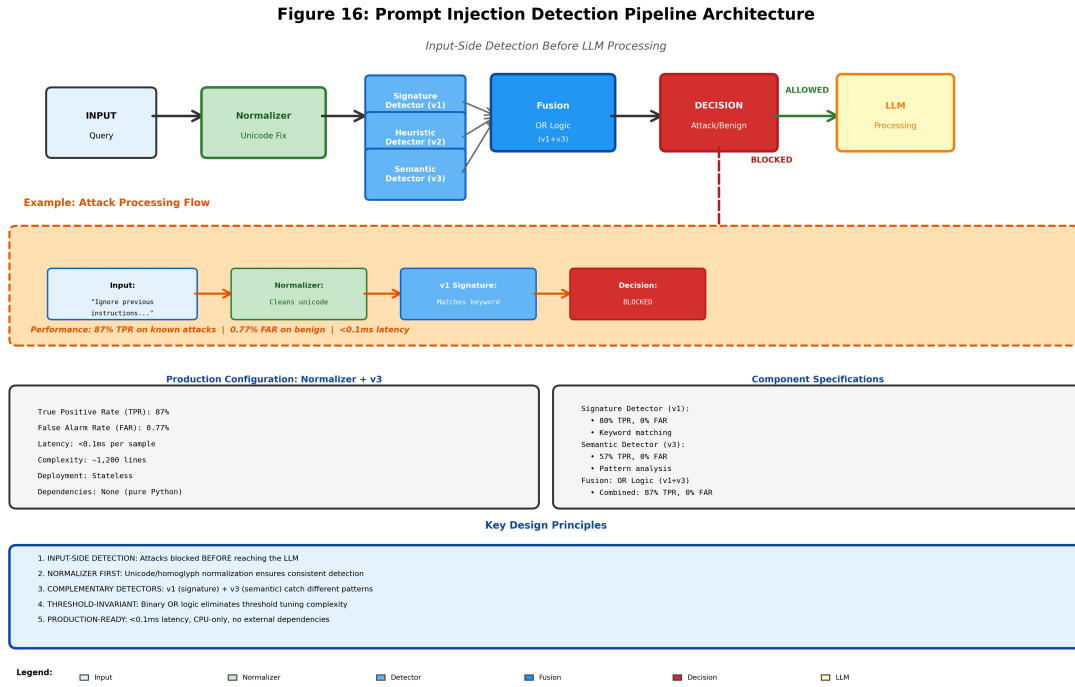 Figure 16: Prompt Injection Detection Pipeline Architecture
Input-Side Detection Before LLM Processing
INPUT
Query
Normalizer
Unicode Fix
Signature
Detector (v1)
Heuristic
Detector (v2)
Semantic
Detector (v3)
Fusion
OR Logic
(v1+v3)
DECISION
Attack/Benign
ALLOWED
BLOCKED
LLM
Processing
Example: Attack Processing Flow
Input:
"Ignore previous
instructions..."
Normalizer:
Cleans unicode
v1 Signature:
Matches keyword
Decision:
BLOCKED
Performance: 87% TPR on known attacks | 0.77% FAR on benign | <0.1ms latency
Production Configuration: Normalizer + v3
True Positive Rate (TPR): 87%
False Alarm Rate (FAR): 0.77%
Latency: <0.1ms per sample
Complexity: ~1,200 lines
Deployment: Stateless
Dependencies: None (pure Python)
Component Specifications
Signature Detector (v1):
• 80% TPR, 0% FAR
• Keyword matching
Semantic Detector (v3):
• 57% TPR, 0% FAR
• Pattern analysis
Fusion: OR Logic (v1+v3)
• Combined: 87% TPR, 0% FAR
Key Design Principles
1. INPUT-SIDE DETECTION: Attacks blocked BEFORE reaching the LLM
2. NORMALIZER FIRST: Unicode/homglyph normalization ensures consistent detection
3. COMPLEMENTARY DETECTORS: v1 (signature) + v3 (semantic) catch different patterns
4. THRESHOLD-INVARIANT: Binary OR logic eliminates threshold tuning complexity
5. PRODUCTION-READY: <0.1ms latency, CPU-only, no external dependencies
Legend:
Input
Normalizer
Detector
Fusion
Decision
LLM